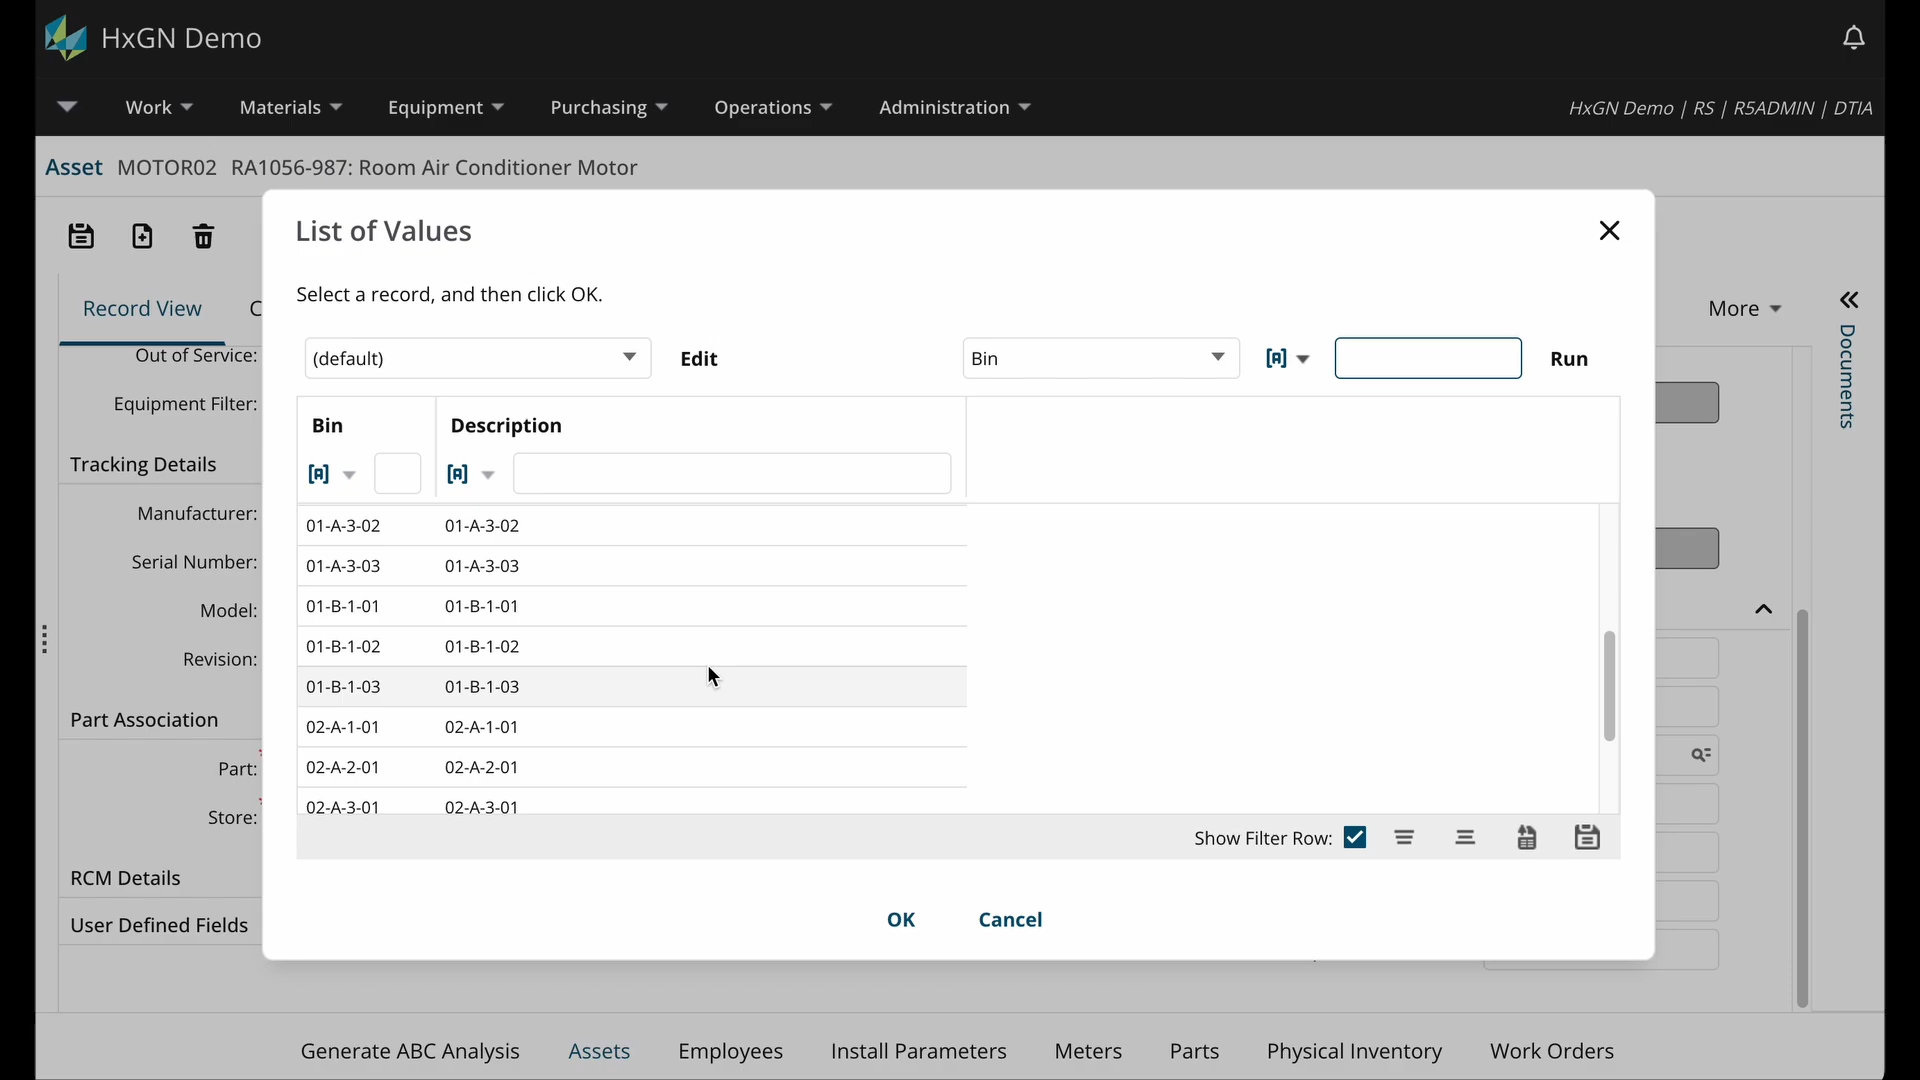 HxGN Demo
Work Materials Equipment Purchasing Operations Administration HxGN Demo | RS | R5ADMIN | DTIA
Asset MOTOR02 RA1056-987: Room Air Conditioner Motor
List of Values
Select a record, and then click OK.
Record View C More
(default) Edit Bin [A] Run
Out of Service:
Equipment Filter:
Tracking Details
Manufacturer:
Serial Number:
Model:
Revision:
Part Association
Part:
Store:
RCM Details
User Defined Fields
Documents
Bin Description
[A] [A]
01-A-3-02 01-A-3-02
01-A-3-03 01-A-3-03
01-B-1-01 01-B-1-01
01-B-1-02 01-B-1-02
01-B-1-03 01-B-1-03
02-A-1-01 02-A-1-01
02-A-2-01 02-A-2-01
02-A-3-01 02-A-3-01
Show Filter Row:
OK Cancel
Generate ABC Analysis Assets Employees Install Parameters Meters Parts Physical Inventory Work Orders